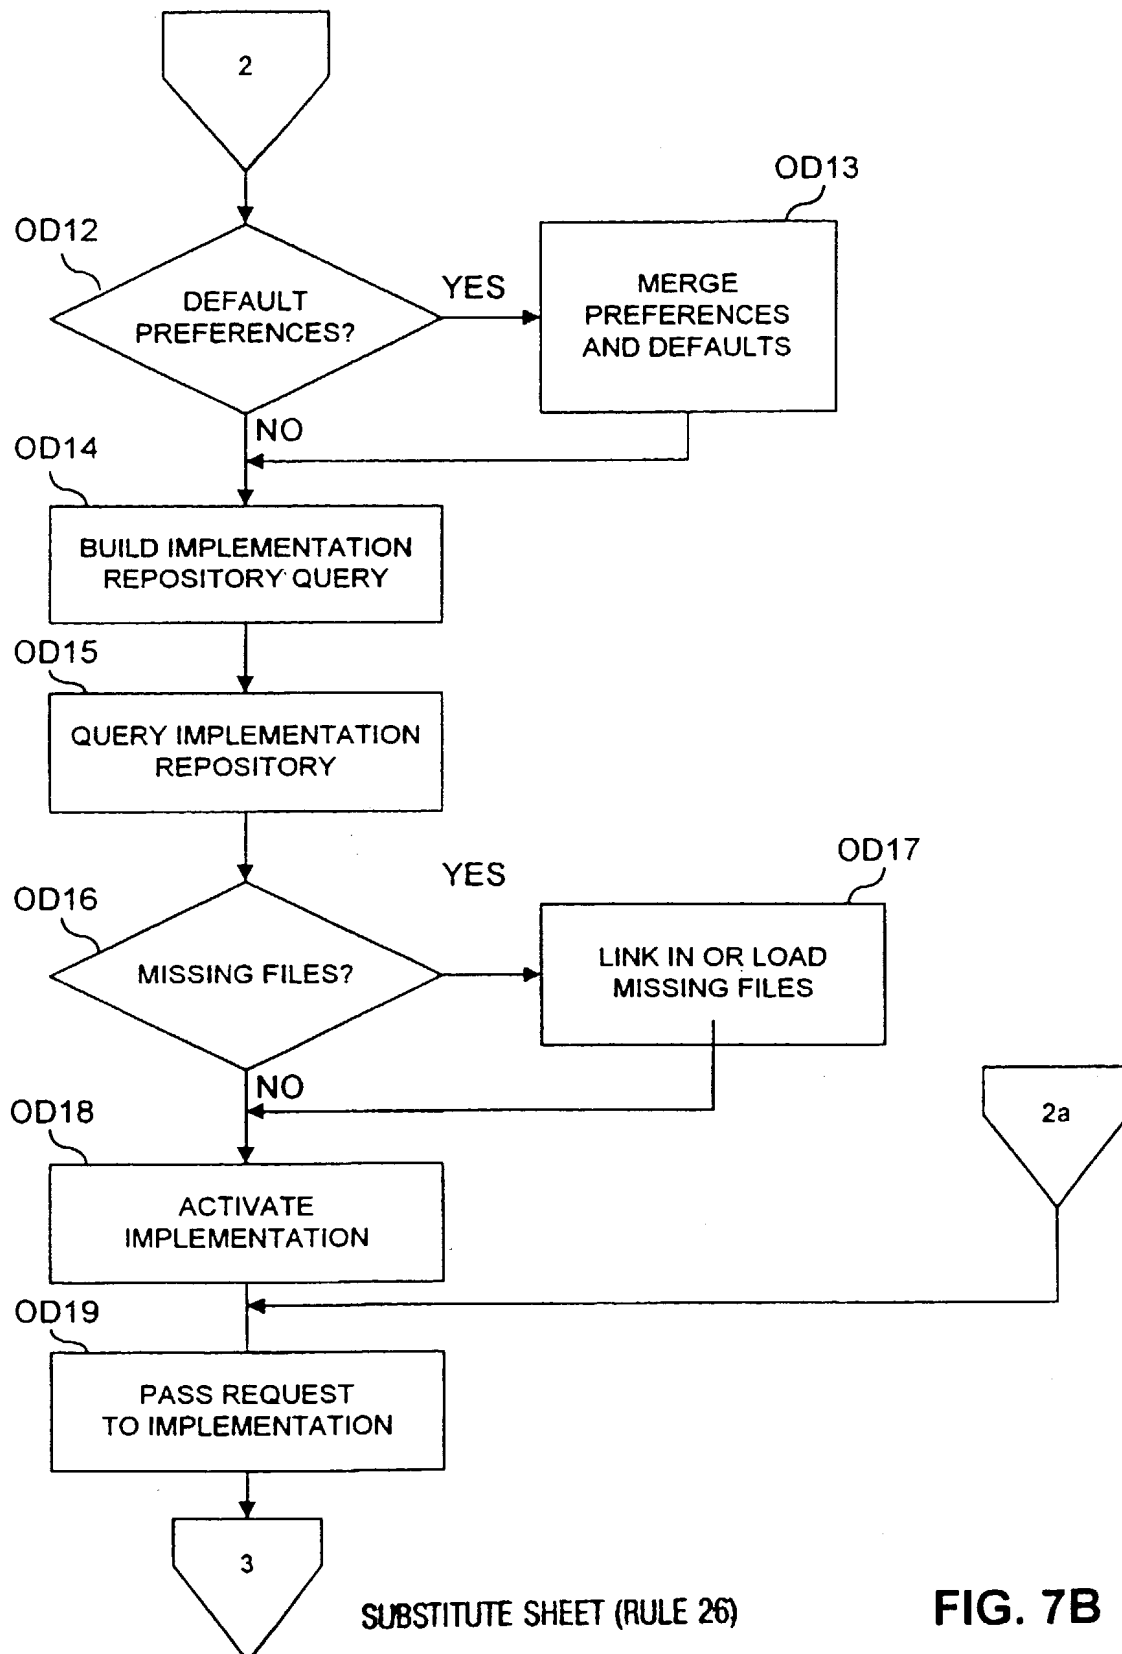 2
OD13
OD12
DEFAULT
PREFERENCES?
YES
MERGE
PREFERENCES
AND DEFAULTS
NO
OD14
BUILD IMPLEMENTATION
REPOSITORY QUERY
OD15
QUERY IMPLEMENTATION
REPOSITORY
YES
OD17
OD16
MISSING FILES?
LINK IN OR LOAD
MISSING FILES
NO
2a
OD18
ACTIVATE
IMPLEMENTATION
OD19
PASS REQUEST
TO IMPLEMENTATION
3
SUBSTITUTE SHEET (RULE 26)
FIG. 7B